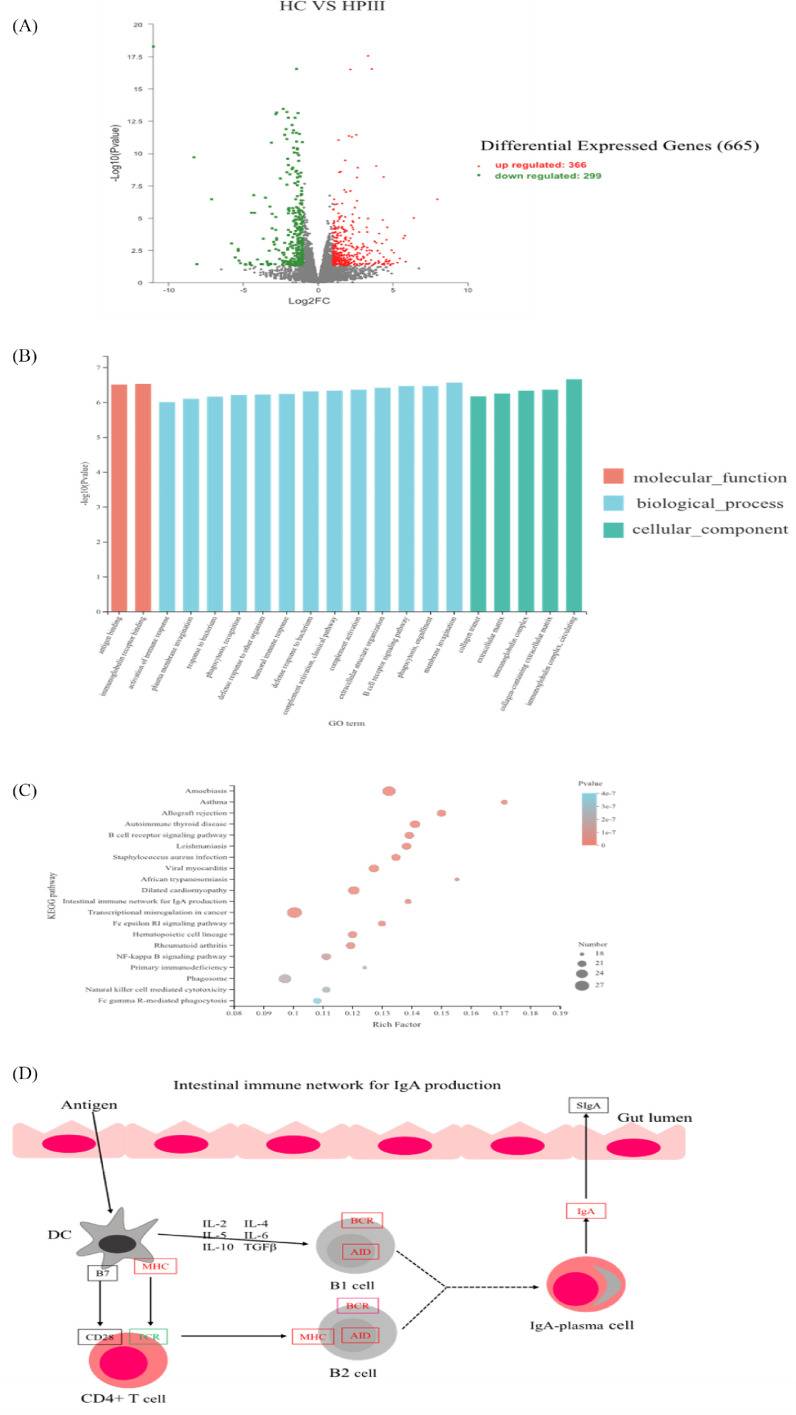 (A)
HC VS HPIII
20
17.5
15
12.5
10
7.5
5
2.5
0
-Log10(Pvalue)
-10
-5
0
5
10
Log2FC
Differential Expressed Genes (665)
up regulated: 366
down regulated: 299
(B)
7
6
5
4
3
2
1
0
-log10(Pvalue)
antigen binding
immunoglobulin receptor binding
activation of immune response
plasma membrane invagination
response to bacterium
phagocytosis, recognition
defense response to other organism
humoral immune response
defense response to bacterium
complement activation, classical pathway
complement activation
extracellular structure organization
B cell receptor signaling pathway
phagocytosis, engulfment
membrane invagination
collagen trimer
extracellular matrix
immunoglobulin complex
collagen-containing extracellular matrix
immunoglobulin complex, circulating
GO term
molecular_function
biological_process
cellular_component
(C)
KEGG pathway
Amoebiasis
Asthma
Allograft rejection
Autoimmune thyroid disease
B cell receptor signaling pathway
Leishmaniasis
Staphylococcus aureus infection
Viral myocarditis
African trypanosomiasis
Dilated cardiomyopathy
Intestinal immune network for IgA production
Transcriptional misregulation in cancer
Fc epsilon RI signaling pathway
Hematopoietic cell lineage
Rheumatoid arthritis
NF-kappa B signaling pathway
Primary immunodeficiency
Phagosome
Natural killer cell mediated cytotoxicity
Fc gamma R-mediated phagocytosis
0.08
0.09
0.1
0.11
0.12
0.13
0.14
0.15
0.16
0.17
0.18
0.19
Rich Factor
Pvalue
4e-7
3e-7
2e-7
1e-7
0
Number
16
21
24
27
(D)
Intestinal immune network for IgA production
Antigen
SIgA
Gut lumen
DC
IL-2 IL-4
IL-5 IL-6
IL-10 TGFβ
BCR
AID
B1 cell
IgA
B7
MHC
CD28
TCR
CD4+ T cell
BCR
MHC
AID
B2 cell
IgA-plasma cell